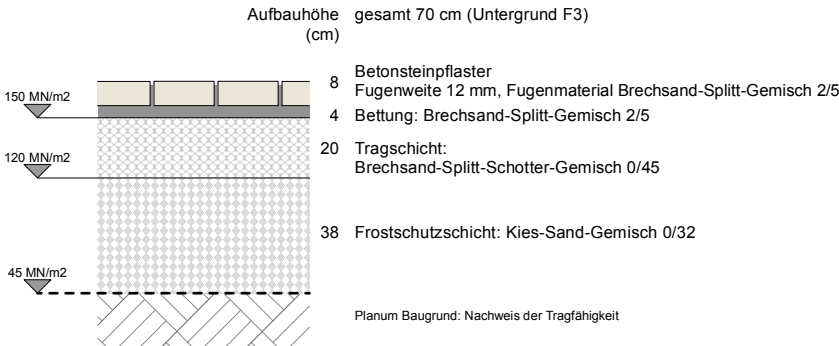 Aufbauhöhe gesamt 70 cm (Untergrund F3)
(cm)
8 Betonsteinpflaster
Fugenweite 12 mm, Fugenmaterial Brechsand-Splitt-Gemisch 2/5
150 MN/m2
4 Bettung: Brechsand-Splitt-Gemisch 2/5
20 Tragschicht:
Brechsand-Splitt-Schotter-Gemisch 0/45
120 MN/m2
38 Frostschutzschicht: Kies-Sand-Gemisch 0/32
45 MN/m2
Planum Baugrund: Nachweis der Tragfähigkeit